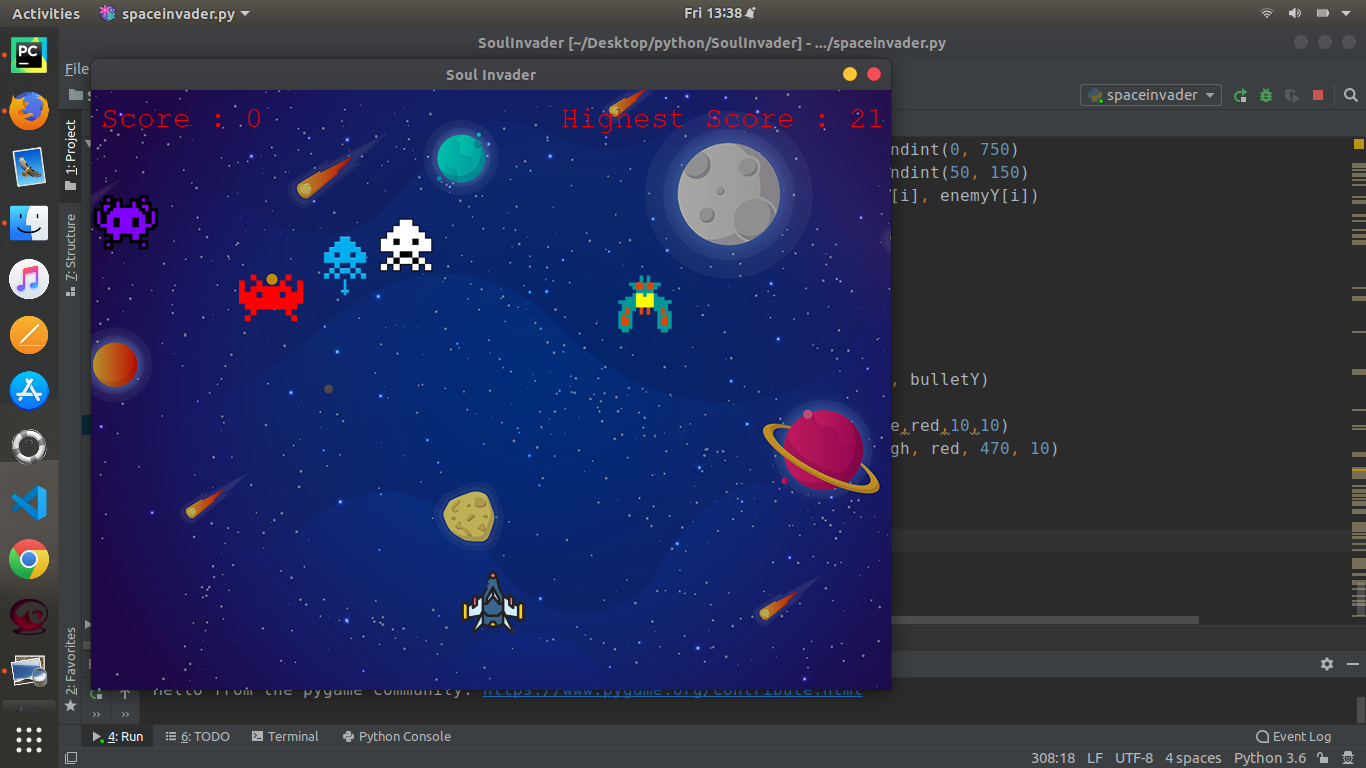 Activities
spaceinvader.py
Fri 13:38
SoulInvader [~/Desktop/python/SoulInvader] - .../spaceinvader.py
PC
File
Soul Invader
spaceinvader
Score : 0
Highest Score : 21
1: Project
ndint(0, 750)
ndint(50, 150)
[i], enemyY[i])
7: Structure
, bulletY)
e,red,10,10)
gh, red, 470, 10)
2: Favorites
Hello from the pygame community. https://www.pygame.org/contribute.html
4: Run
6: TODO
Terminal
Python Console
Event Log
308:18 LF UTF-8 4 spaces Python 3.6